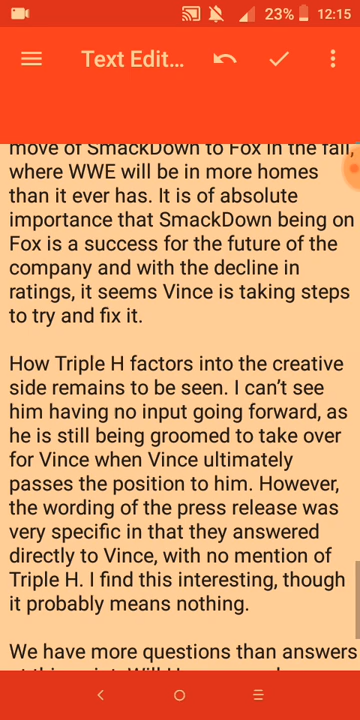 23% 12:15
Text Edit...
move of SmackDown to Fox in the fall,
where WWE will be in more homes
than it ever has. It is of absolute
importance that SmackDown being on
Fox is a success for the future of the
company and with the decline in
ratings, it seems Vince is taking steps
to try and fix it.
How Triple H factors into the creative
side remains to be seen. I can’t see
him having no input going forward, as
he is still being groomed to take over
for Vince when Vince ultimately
passes the position to him. However,
the wording of the press release was
very specific in that they answered
directly to Vince, with no mention of
Triple H. I find this interesting, though
it probably means nothing.
We have more questions than answers